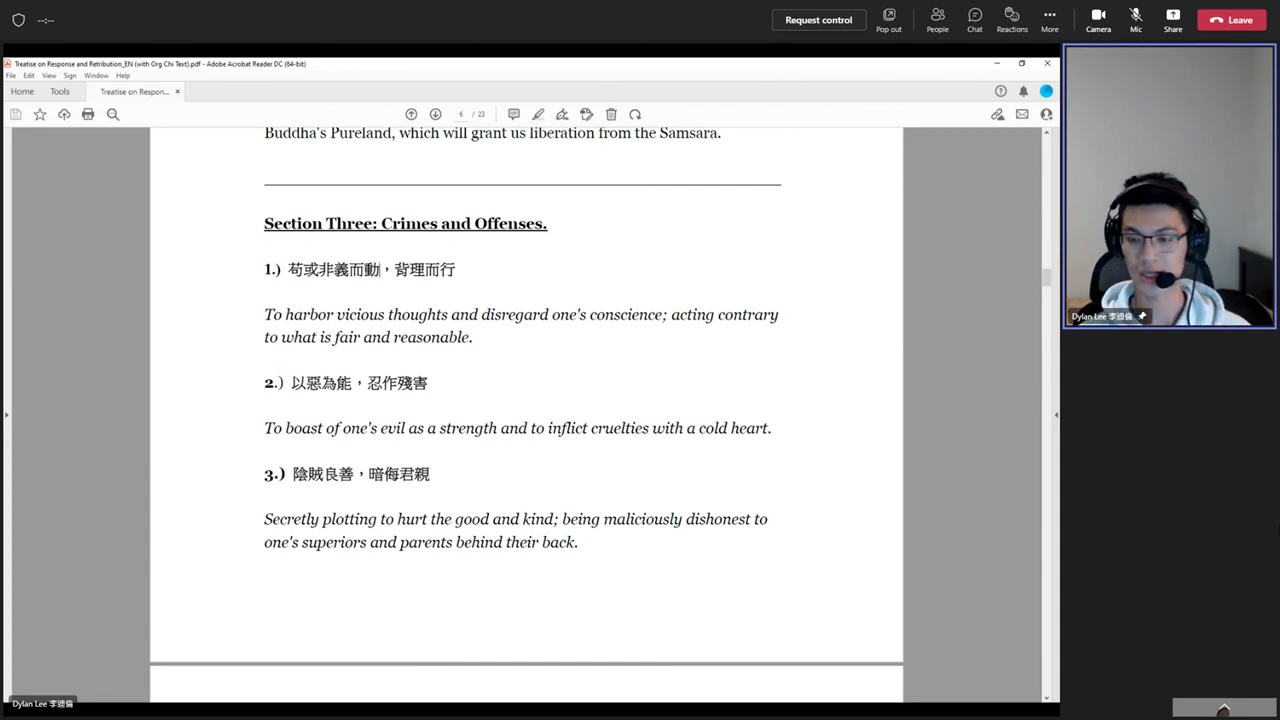 --:--
Request control
Pop out
People
Chat
Reactions
More
Camera
Mic
Share
Leave
Treatise on Response and Retribution_EN (with Org Chi Text).pdf - Adobe Acrobat Reader DC (64-bit)
File Edit View Sign Window Help
Home Tools Treatise on Respon... ×
6 / 23
Buddha's Pureland, which will grant us liberation from the Samsara.
Section Three: Crimes and Offenses.
1.) 苟或非義而動，背理而行
To harbor vicious thoughts and disregard one's conscience; acting contrary
to what is fair and reasonable.
2.) 以惡為能，忍作殘害
To boast of one's evil as a strength and to inflict cruelties with a cold heart.
3.) 陰賊良善，暗侮君親
Secretly plotting to hurt the good and kind; being maliciously dishonest to
one's superiors and parents behind their back.
Dylan Lee 李迦倫
Dylan Lee 李迦倫